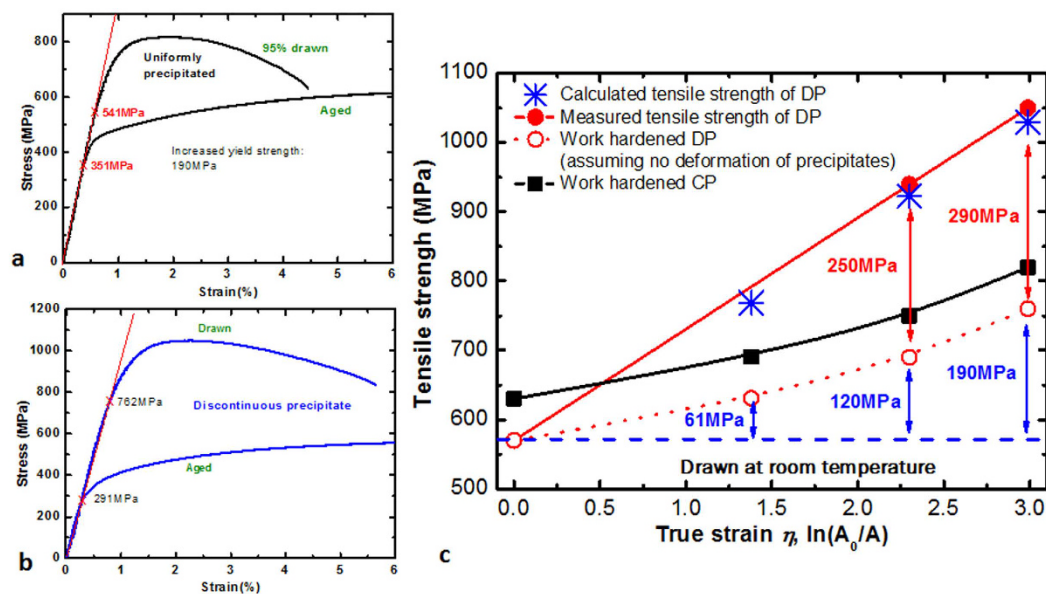 800
600
400
200
0
0
1
2
3
4
5
6
Stress (MPa)
Strain(%)
Uniformly
precipitated
95% drawn
541MPa
Aged
351MPa
Increased yield strength:
190MPa
a
1200
1000
800
600
400
200
0
0
1
2
3
4
5
6
Stress (MPa)
Strain(%)
Drawn
762MPa
Discontinuous precipitate
Aged
291MPa
b
1100
1000
900
800
700
600
500
0.0
0.5
1.0
1.5
2.0
2.5
3.0
Tensile strengh (MPa)
True strain η, ln(A₀/A)
Calculated tensile strength of DP
Measured tensile strength of DP
Work hardened DP
(assuming no deformation of precipitates)
Work hardened CP
290MPa
250MPa
190MPa
120MPa
61MPa
Drawn at room temperature
c